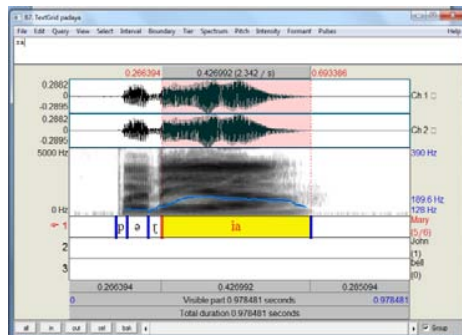 87. TextGrid padaya
File Edit Query View Select Interval Boundary Tier Spectrum Pitch Intensity Formant Pulses Help
ɪa
0.266394 0.426992 (2.342 / s) 0.693386
0.2882
0
-0.2895
Ch 1
0.2882
0
-0.2895
Ch 2
5000 Hz
390 Hz
189.6 Hz
0 Hz
128 Hz
1 p ə ɽ ɪa Mary
(5/6)
2 John
(1)
3 bell
(0)
0.266394 0.426992 0.285094
0 Visible part 0.978481 seconds 0.978481
Total duration 0.978481 seconds
all in out sel bak Group